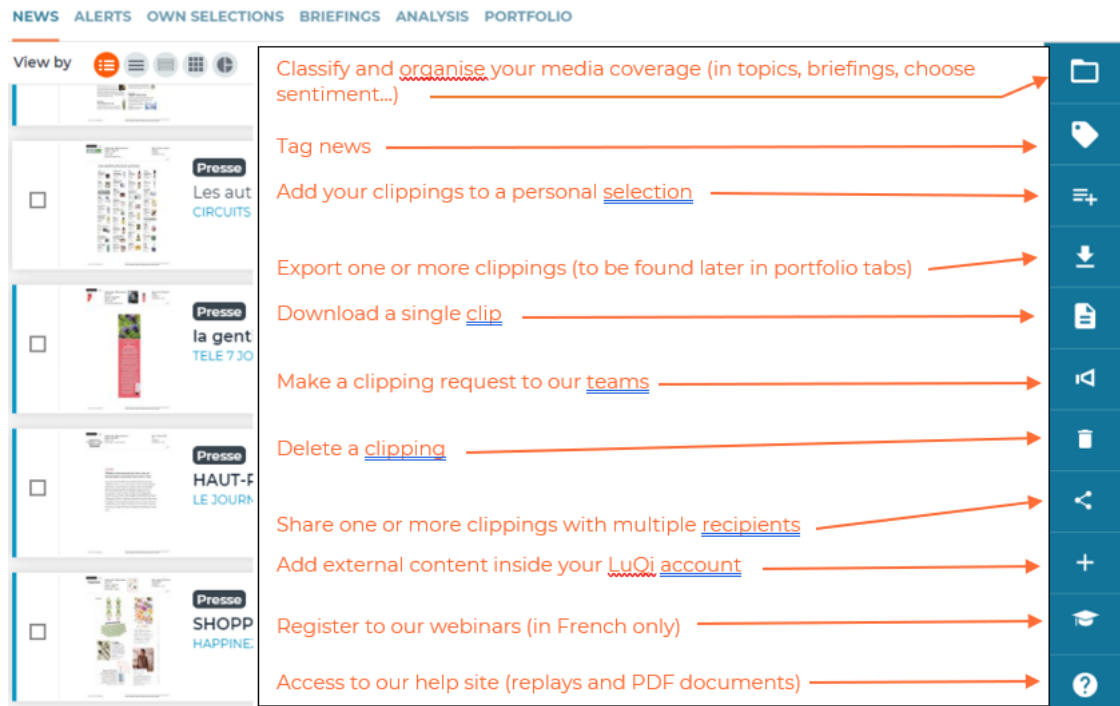 NEWS ALERTS OWN SELECTIONS BRIEFINGS ANALYSIS PORTFOLIO
View by
Classify and organise your media coverage (in topics, briefings, choose
sentiment...)
Tag news
Presse
Les aut
CIRCUITS
Add your clippings to a personal selection
Export one or more clippings (to be found later in portfolio tabs)
Presse
la gent
TELE 7 JO
Download a single clip
Make a clipping request to our teams
Presse
HAUT-F
LE JOURN
Delete a clipping
Share one or more clippings with multiple recipients
Add external content inside your LuQi account
Presse
SHOPP
HAPPINEZ
Register to our webinars (in French only)
Access to our help site (replays and PDF documents)